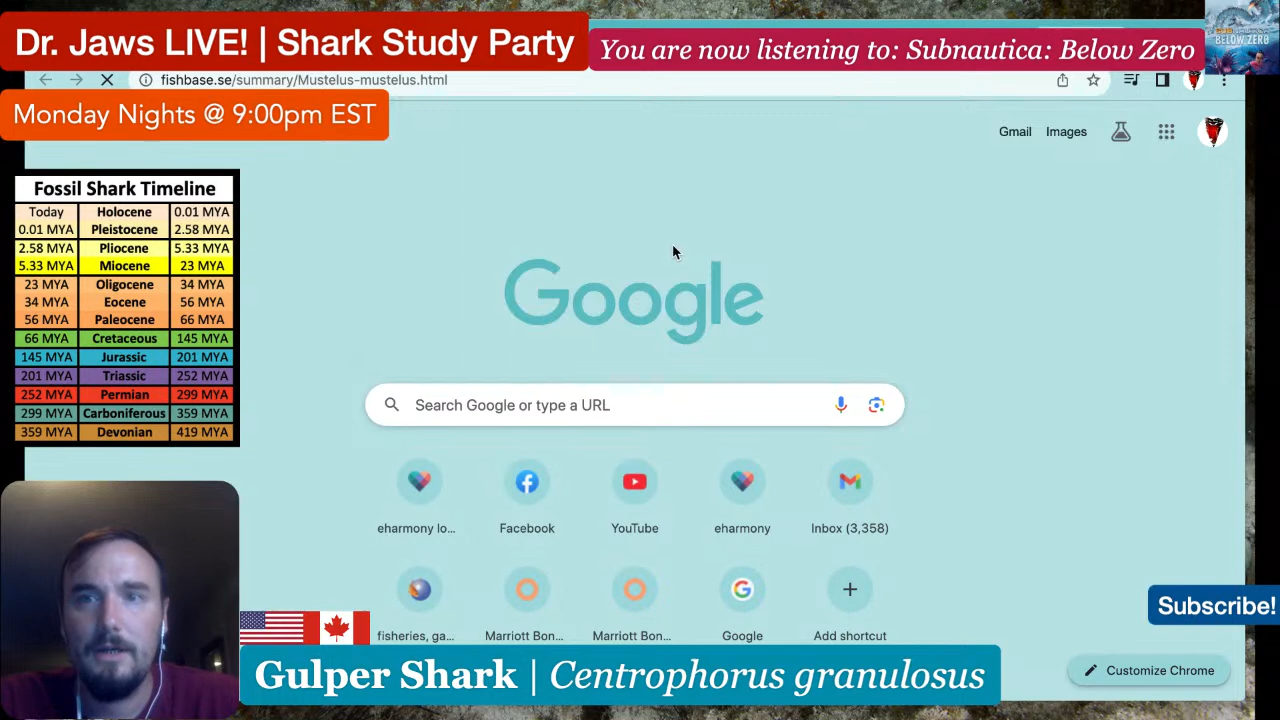 Dr. Jaws LIVE! | Shark Study Party
You are now listening to: Subnautica: Below Zero
BELOW ZERO
fishbase.se/summary/Mustelus-mustelus.html
Monday Nights @ 9:00pm EST
Gmail Images
Fossil Shark Timeline
Today Holocene 0.01 MYA
0.01 MYA Pleistocene 2.58 MYA
2.58 MYA Pliocene 5.33 MYA
5.33 MYA Miocene 23 MYA
23 MYA Oligocene 34 MYA
34 MYA Eocene 56 MYA
56 MYA Paleocene 66 MYA
66 MYA Cretaceous 145 MYA
145 MYA Jurassic 201 MYA
201 MYA Triassic 252 MYA
252 MYA Permian 299 MYA
299 MYA Carboniferous 359 MYA
359 MYA Devonian 419 MYA
Google
Search Google or type a URL
eharmony lo... Facebook YouTube eharmony Inbox (3,358)
fisheries, ga... Marriott Bon... Marriott Bon... Google Add shortcut
Subscribe!
Customize Chrome
Gulper Shark | Centrophorus granulosus